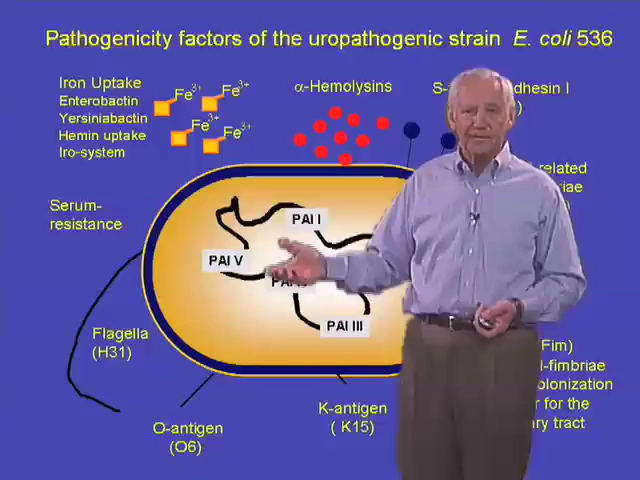 Pathogenicity factors of the uropathogenic strain E. coli 536
Iron Uptake
Enterobactin
Yersiniabactin
Hemin uptake
Iro-system
Fe3+
Fe3+
Fe3+
Fe3+
α-Hemolysins
S- dhesin I
)
related
riae
Serum-
resistance
PAI I
PAI V
PAI III
Flagella
(H31)
O-antigen
(O6)
K-antigen
( K15)
Fim)
-fimbriae
olonization
r for the
ry tract